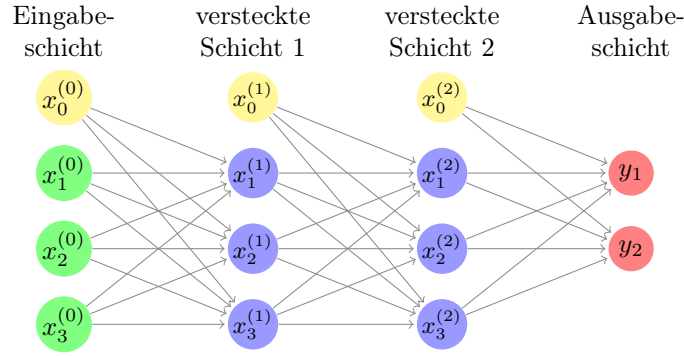 Eingabe-
schicht
versteckte
Schicht 1
versteckte
Schicht 2
Ausgabe-
schicht
x_0^{(0)} x_0^{(1)} x_0^{(2)}
x_1^{(0)} x_1^{(1)} x_1^{(2)} y_1
x_2^{(0)} x_2^{(1)} x_2^{(2)} y_2
x_3^{(0)} x_3^{(1)} x_3^{(2)}